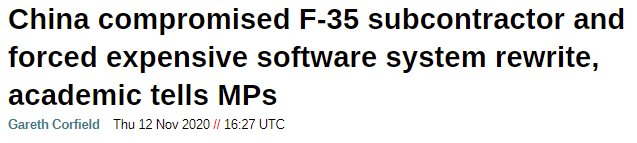 China compromised F-35 subcontractor and
forced expensive software system rewrite,
academic tells MPs
Gareth Corfield Thu 12 Nov 2020 // 16:27 UTC